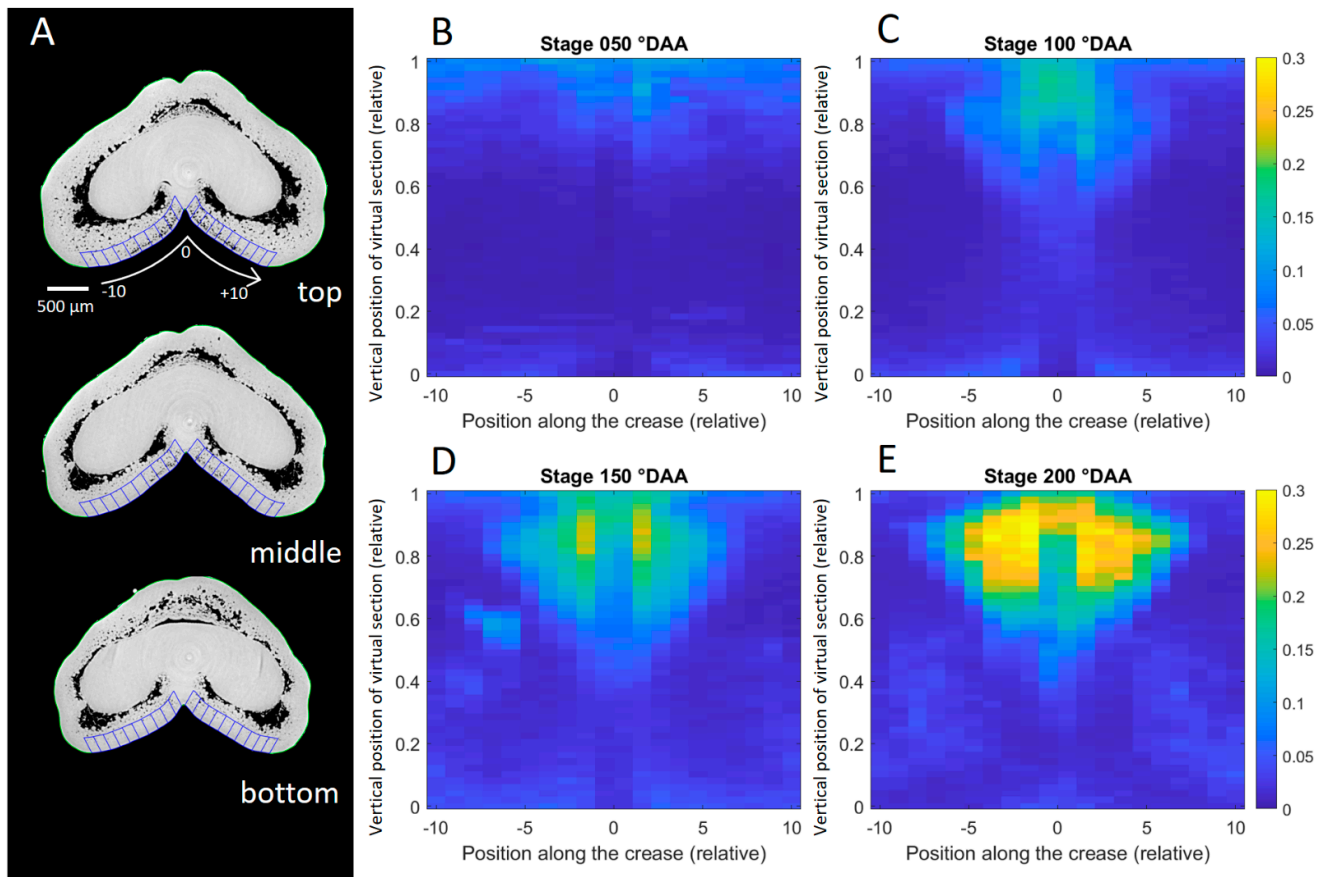 A
0
-10
+10
500 µm
top
middle
bottom
B
Stage 050 °DAA
Vertical position of virtual section (relative)
1
0.8
0.6
0.4
0.2
0
-10
-5
0
5
10
Position along the crease (relative)
C
Stage 100 °DAA
Vertical position of virtual section (relative)
1
0.8
0.6
0.4
0.2
0
-10
-5
0
5
10
Position along the crease (relative)
0.3
0.25
0.2
0.15
0.1
0.05
0
D
Stage 150 °DAA
Vertical position of virtual section (relative)
1
0.8
0.6
0.4
0.2
0
-10
-5
0
5
10
Position along the crease (relative)
E
Stage 200 °DAA
Vertical position of virtual section (relative)
1
0.8
0.6
0.4
0.2
0
-10
-5
0
5
10
Position along the crease (relative)
0.3
0.25
0.2
0.15
0.1
0.05
0